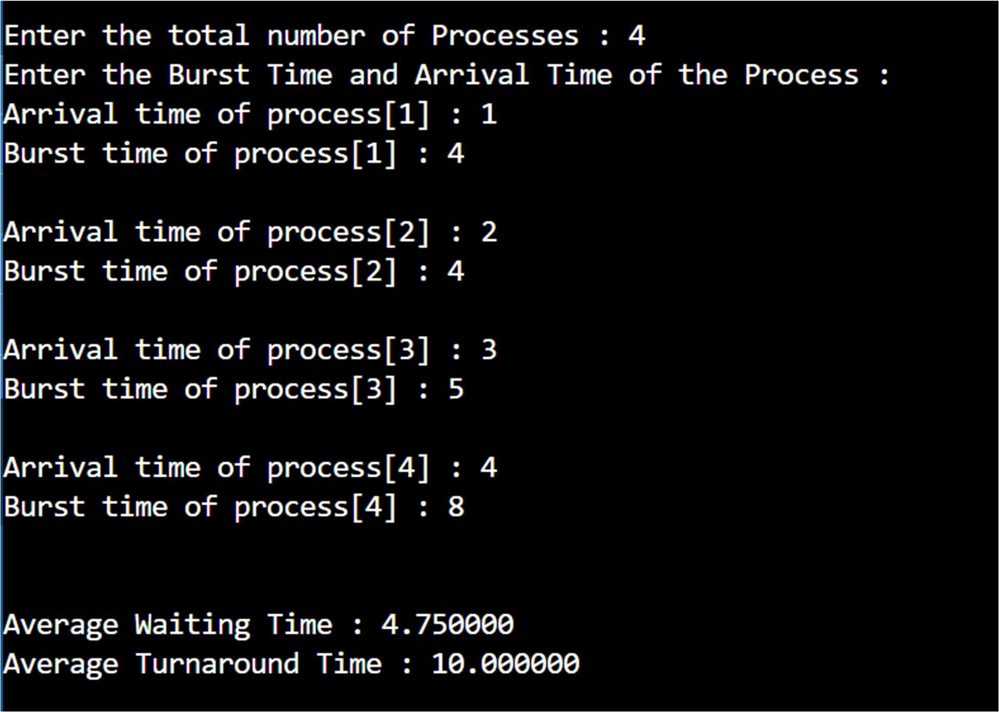 Enter the total number of Processes : 4
Enter the Burst Time and Arrival Time of the Process :
Arrival time of process[1] : 1
Burst time of process[1] : 4
Arrival time of process[2] : 2
Burst time of process[2] : 4
Arrival time of process[3] : 3
Burst time of process[3] : 5
Arrival time of process[4] : 4
Burst time of process[4] : 8
Average Waiting Time : 4.750000
Average Turnaround Time : 10.000000